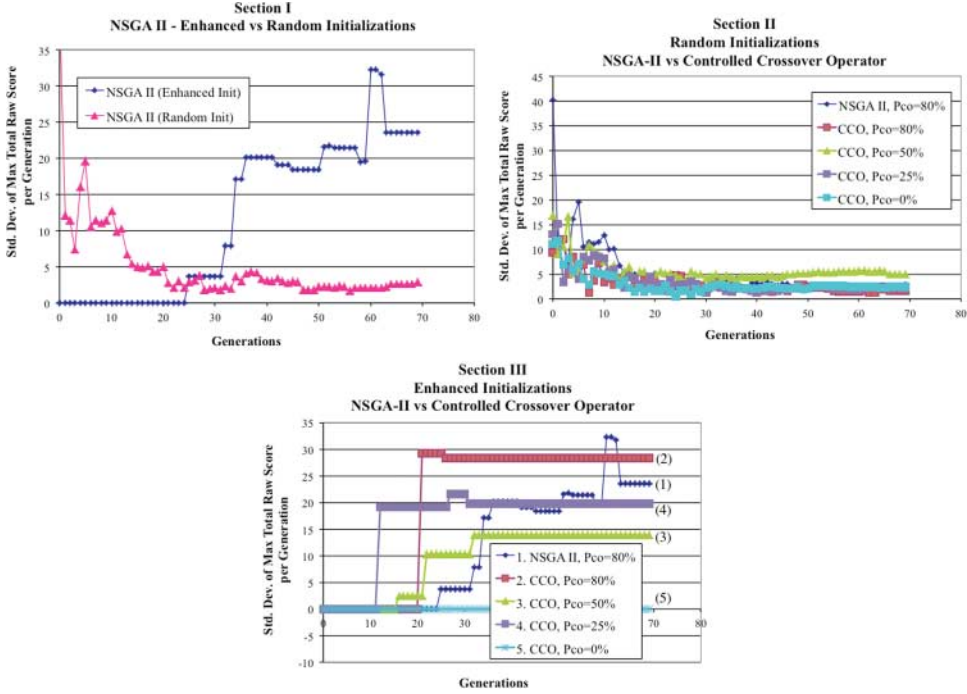 Section I
NSGA II - Enhanced vs Random Initializations
Std. Dev. of Max Total Raw Score
per Generation
35
30
25
20
15
10
5
0
NSGA II (Enhanced Init)
NSGA II (Random Init)
0 10 20 30 40 50 60 70 80
Generations
Section II
Random Initializations
NSGA-II vs Controlled Crossover Operator
Std. Dev. of Max Total Raw Score
per Generation
45
40
35
30
25
20
15
10
5
0
NSGA II, Pco=80%
CCO, Pco=80%
CCO, Pco=50%
CCO, Pco=25%
CCO, Pco=0%
0 10 20 30 40 50 60 70 80
Generations
Section III
Enhanced Initializations
NSGA-II vs Controlled Crossover Operator
Std. Dev. of Max Total Raw Score
per Generation
35
30
25
20
15
10
5
0
-5
-10
(2)
(1)
(4)
(3)
(5)
1. NSGA II, Pco=80%
2. CCO, Pco=80%
3. CCO, Pco=50%
4. CCO, Pco=25%
5. CCO, Pco=0%
0 10 20 30 70 80
Generations